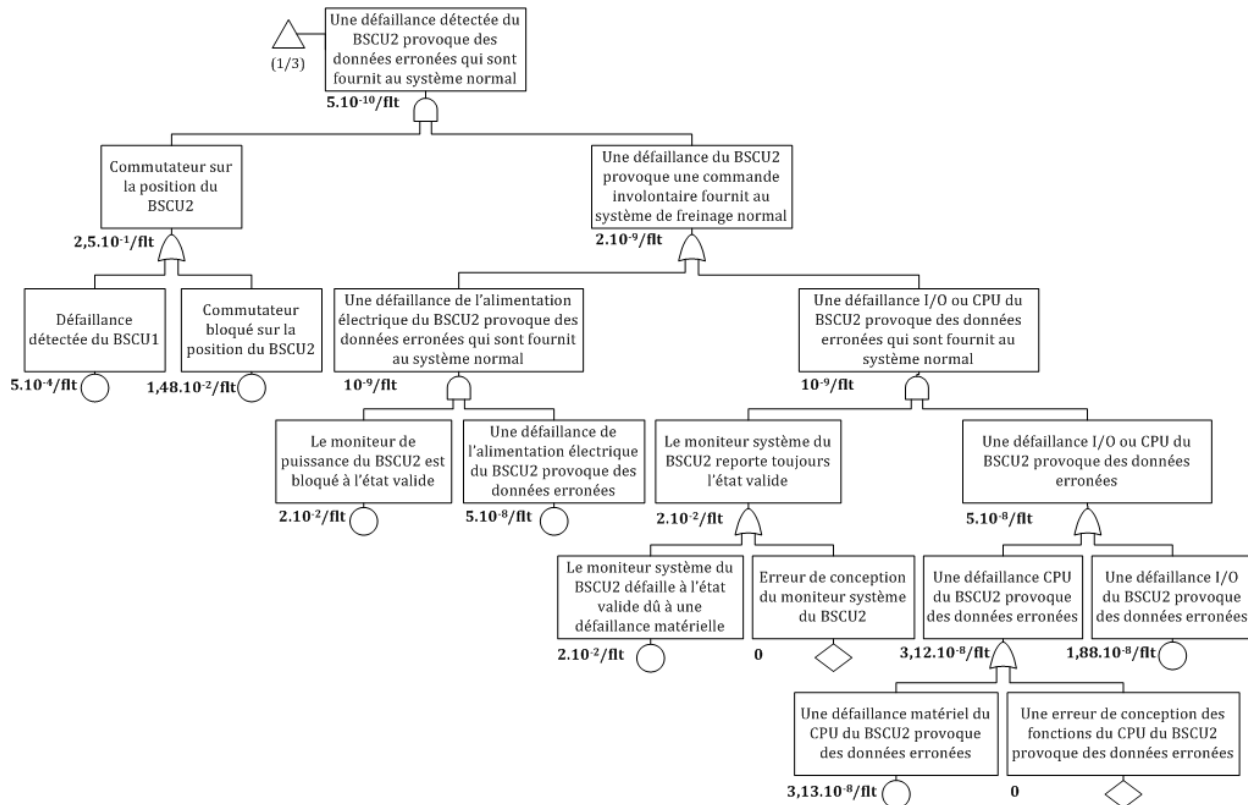 Une défaillance détectée du
BSCU2 provoque des
données erronées qui sont
fournit au système normal
(1/3)
5.10⁻¹⁰/flt
Commutateur sur
la position du
BSCU2
2,5.10⁻¹/flt
Une défaillance du BSCU2
provoque une commande
involontaire fournit au
système de freinage normal
2.10⁻⁹/flt
Défaillance
détectée du BSCU1
5.10⁻⁴/flt
Commutateur
bloqué sur la
position du BSCU2
1,48.10⁻²/flt
Une défaillance de l'alimentation
électrique du BSCU2 provoque des
données erronées qui sont fournit
au système normal
10⁻⁹/flt
Une défaillance I/O ou CPU du
BSCU2 provoque des données
erronées qui sont fournit au
système normal
10⁻⁹/flt
Le moniteur de
puissance du BSCU2 est
bloqué à l'état valide
2.10⁻²/flt
Une défaillance de
l'alimentation électrique
du BSCU2 provoque des
données erronées
5.10⁻⁸/flt
Le moniteur système du
BSCU2 reporte toujours
l'état valide
2.10⁻²/flt
Une défaillance I/O ou CPU du
BSCU2 provoque des données
erronées
5.10⁻⁸/flt
Le moniteur système du
BSCU2 défaille à l'état
valide dû à une
défaillance matérielle
2.10⁻²/flt
Erreur de conception
du moniteur système
du BSCU2
0
Une défaillance CPU
du BSCU2 provoque
des données erronées
3,12.10⁻⁸/flt
Une défaillance I/O
du BSCU2 provoque
des données erronées
1,88.10⁻⁸/flt
Une défaillance matériel du
CPU du BSCU2 provoque
des données erronées
3,13.10⁻⁸/flt
Une erreur de conception des
fonctions du CPU du BSCU2
provoque des données erronées
0